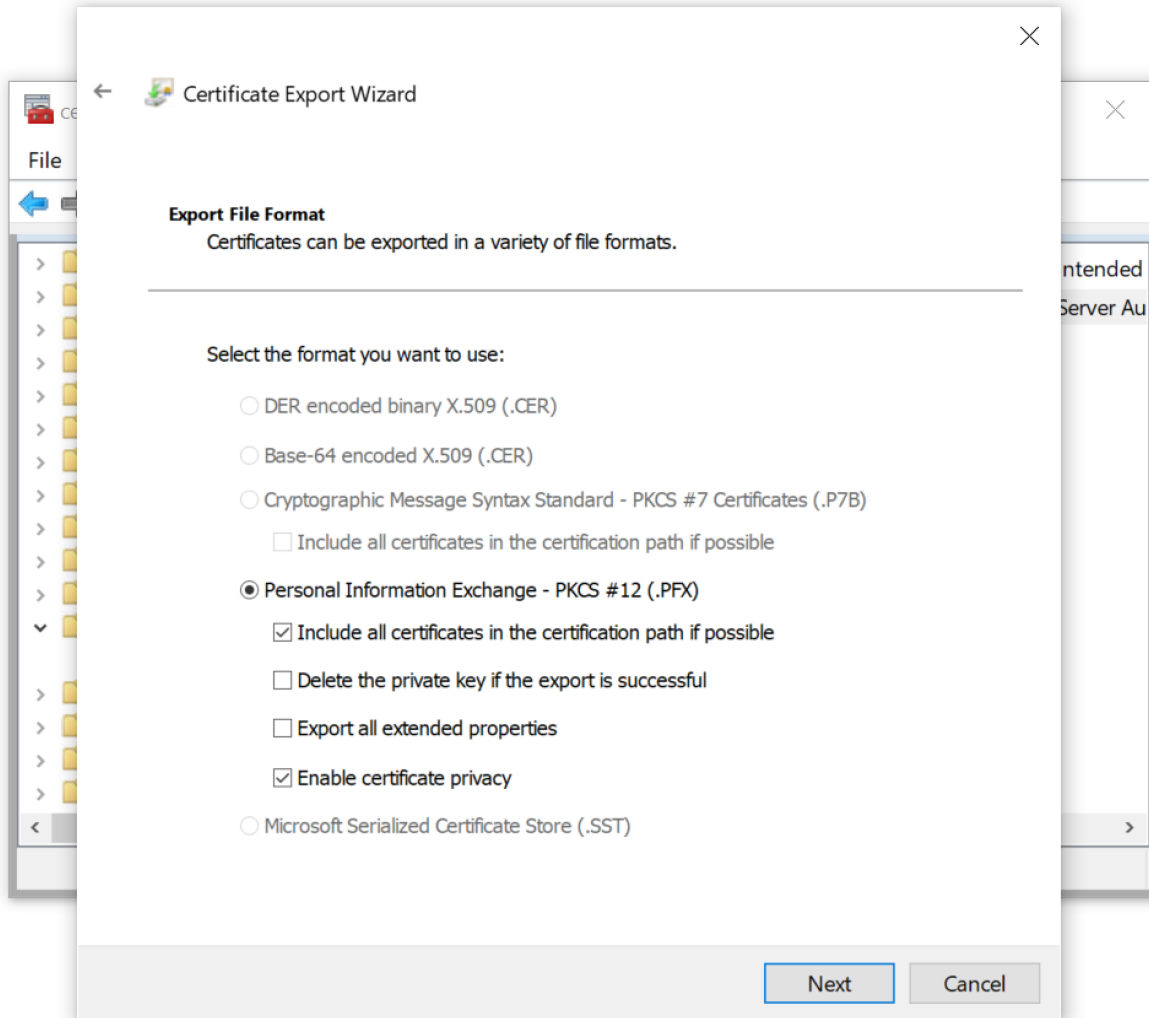 Certificate Export Wizard
ce
File
Export File Format
Certificates can be exported in a variety of file formats.
ntended
Server Au
Select the format you want to use:
DER encoded binary X.509 (.CER)
Base-64 encoded X.509 (.CER)
Cryptographic Message Syntax Standard - PKCS #7 Certificates (.P7B)
Include all certificates in the certification path if possible
Personal Information Exchange - PKCS #12 (.PFX)
Include all certificates in the certification path if possible
Delete the private key if the export is successful
Export all extended properties
Enable certificate privacy
Microsoft Serialized Certificate Store (.SST)
Next
Cancel